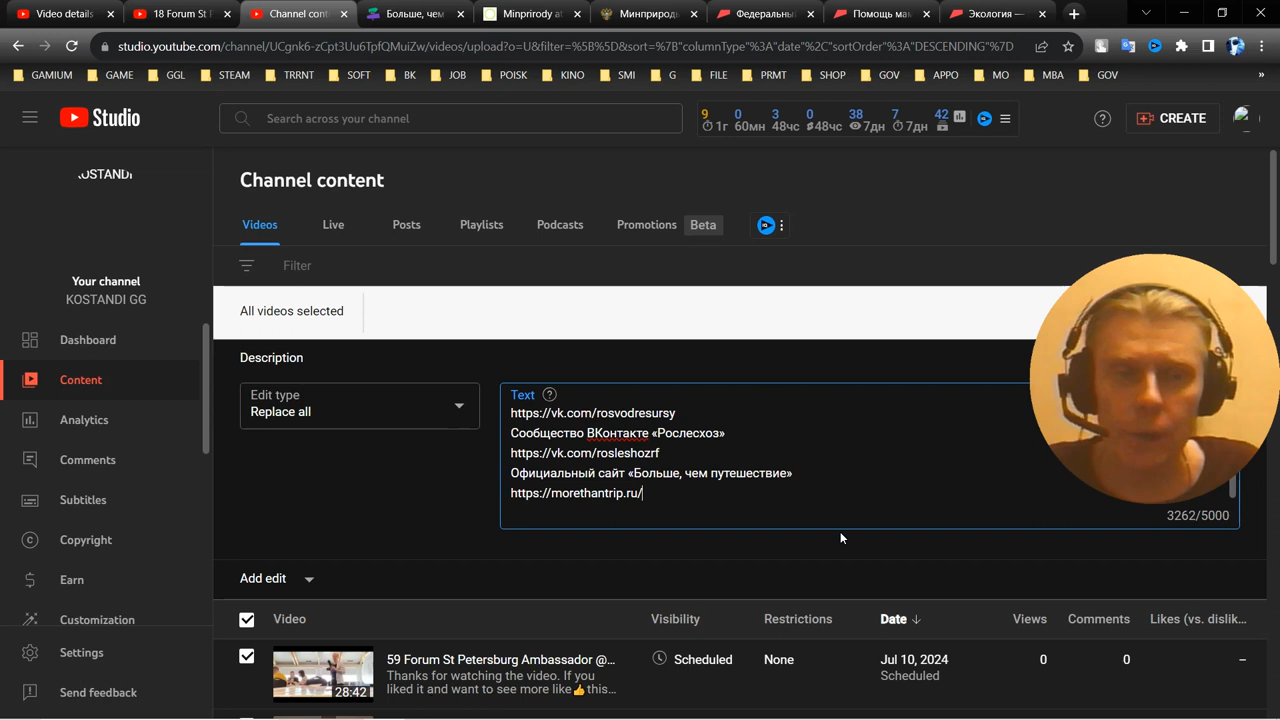 Video details
18 Forum St F
Channel cont
Больше, чем
Minprirody at
Минприродь
Федеральны
Помощь мам
Экология —
studio.youtube.com/channel/UCgnk6-zCpt3Uu6TpfQMuiZw/videos/upload?o=U&filter=%5B%5D&sort=%7B"columnType"%3A"date"%2C"sortOrder"%3A"DESCENDING"%7D
GAMIUM GAME GGL STEAM TRRNT SOFT BK JOB POISK KINO SMI G FILE PRMT SHOP GOV APPO MO MBA GOV »
Studio
Search across your channel
9 0 3 0 38 7 42
1г 60мн 48чс 48чс 7дн 7дн
CREATE
KOSTANDI
Your channel
KOSTANDI GG
Dashboard
Content
Analytics
Comments
Subtitles
Copyright
Earn
Customization
Settings
Send feedback
Channel content
Videos Live Posts Playlists Podcasts Promotions Beta
Filter
All videos selected
Description
Edit type
Replace all
Text
https://vk.com/rosvodresursy
Сообщество ВКонтакте «Рослесхоз»
https://vk.com/rosleshozrf
Официальный сайт «Больше, чем путешествие»
https://morethantrip.ru/
3262/5000
Add edit
Video Visibility Restrictions Date Views Comments Likes (vs. dislik...
59 Forum St Petersburg Ambassador @...
Thanks for watching the video. If you
liked it and want to see more like👍this...
28:42
Scheduled
None
Jul 10, 2024
Scheduled
0
0
–